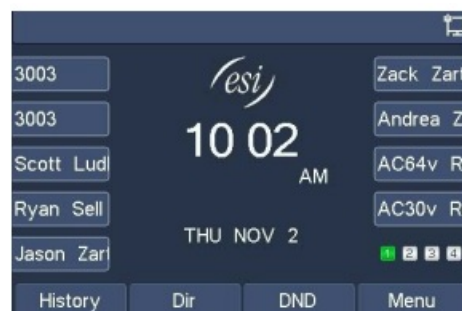 3003
3003
Scott Lud
Ryan Sell
Jason Zar
esi
10 02
AM
THU NOV 2
Zack Zar
Andrea Z
AC64v R
AC30v R
1 2 3 4
History Dir DND Menu